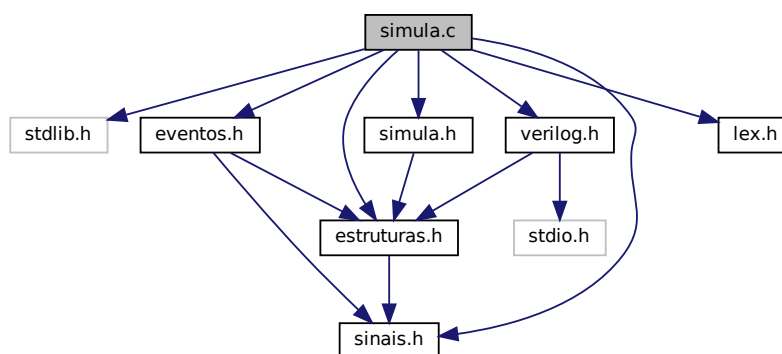 simula.c
stdlib.h
eventos.h
simula.h
verilog.h
lex.h
estruturas.h
stdio.h
sinais.h